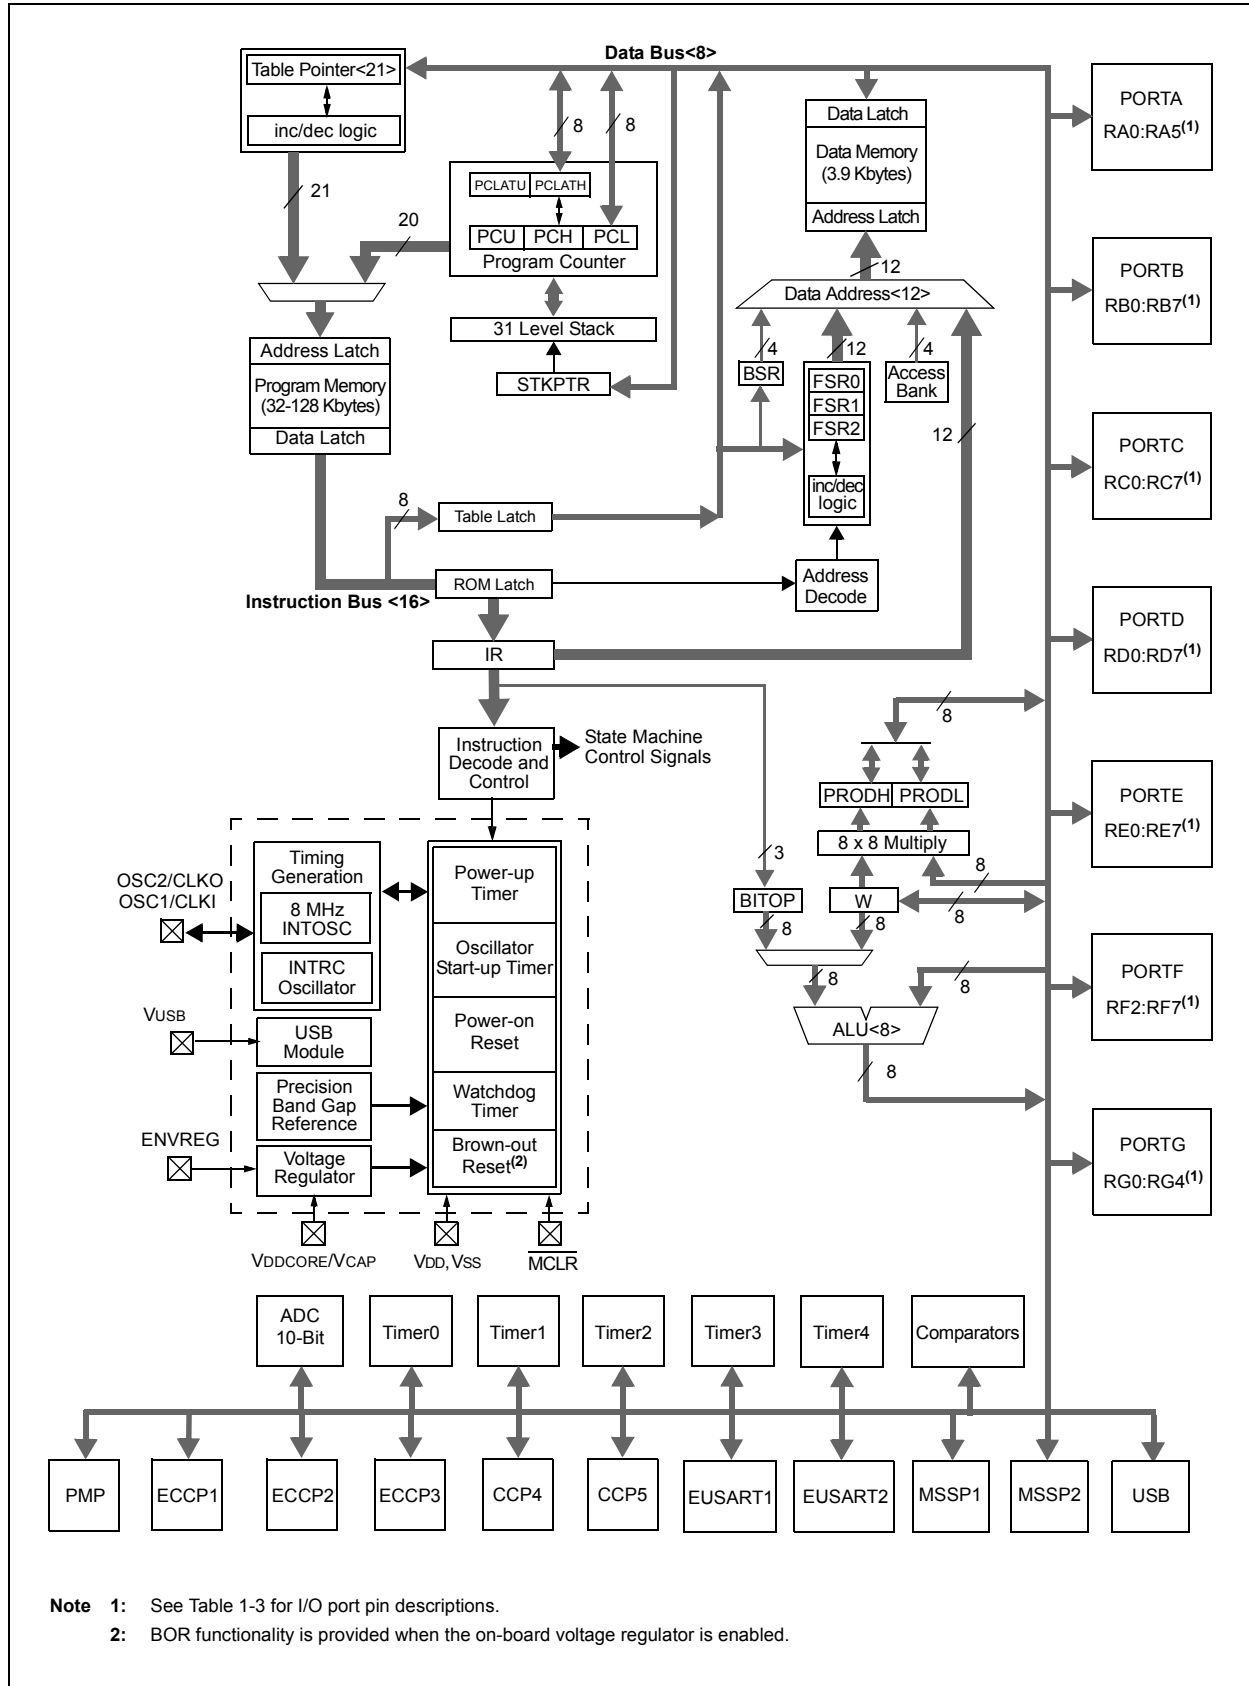 Data Bus<8>
Table Pointer<21>
inc/dec logic
21
20
8
8
PCLATU PCLATH
PCU PCH PCL
Program Counter
31 Level Stack
STKPTR
Data Latch
Data Memory
(3.9 Kbytes)
Address Latch
12
Data Address<12>
4
12
4
BSR
FSR0
FSR1
FSR2
inc/dec
logic
Access
Bank
12
Address Latch
Program Memory
(32-128 Kbytes)
Data Latch
8
Table Latch
ROM Latch
Instruction Bus <16>
Address
Decode
IR
Instruction
Decode and
Control
State Machine
Control Signals
8
PRODH PRODL
8 x 8 Multiply
3
8
BITOP
W
8
8
8
8
8
ALU<8>
8
OSC2/CLKO
OSC1/CLKI
Timing
Generation
8 MHz
INTOSC
INTRC
Oscillator
VUSB
USB
Module
Precision
Band Gap
Reference
ENVREG
Voltage
Regulator
Power-up
Timer
Oscillator
Start-up Timer
Power-on
Reset
Watchdog
Timer
Brown-out
Reset(2)
VDDCORE/VCAP
VDD, VSS
MCLR
PORTA
RA0:RA5(1)
PORTB
RB0:RB7(1)
PORTC
RC0:RC7(1)
PORTD
RD0:RD7(1)
PORTE
RE0:RE7(1)
PORTF
RF2:RF7(1)
PORTG
RG0:RG4(1)
ADC
10-Bit
Timer0
Timer1
Timer2
Timer3
Timer4
Comparators
PMP
ECCP1
ECCP2
ECCP3
CCP4
CCP5
EUSART1
EUSART2
MSSP1
MSSP2
USB
Note 1: See Table 1-3 for I/O port pin descriptions.
2: BOR functionality is provided when the on-board voltage regulator is enabled.